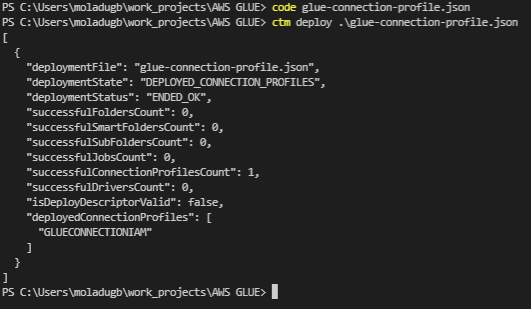 PS C:\Users\moladugb\work_projects\AWS GLUE> code glue-connection-profile.json
PS C:\Users\moladugb\work_projects\AWS GLUE> ctm deploy .\glue-connection-profile.json
[
  {
    "deploymentFile": "glue-connection-profile.json",
    "deploymentState": "DEPLOYED_CONNECTION_PROFILES",
    "deploymentStatus": "ENDED_OK",
    "successfulFoldersCount": 0,
    "successfulSmartFoldersCount": 0,
    "successfulSubFoldersCount": 0,
    "successfulJobsCount": 0,
    "successfulConnectionProfilesCount": 1,
    "successfulDriversCount": 0,
    "isDeployDescriptorValid": false,
    "deployedConnectionProfiles": [
      "GLUECONNECTIONIAM"
    ]
  }
]
PS C:\Users\moladugb\work_projects\AWS GLUE>